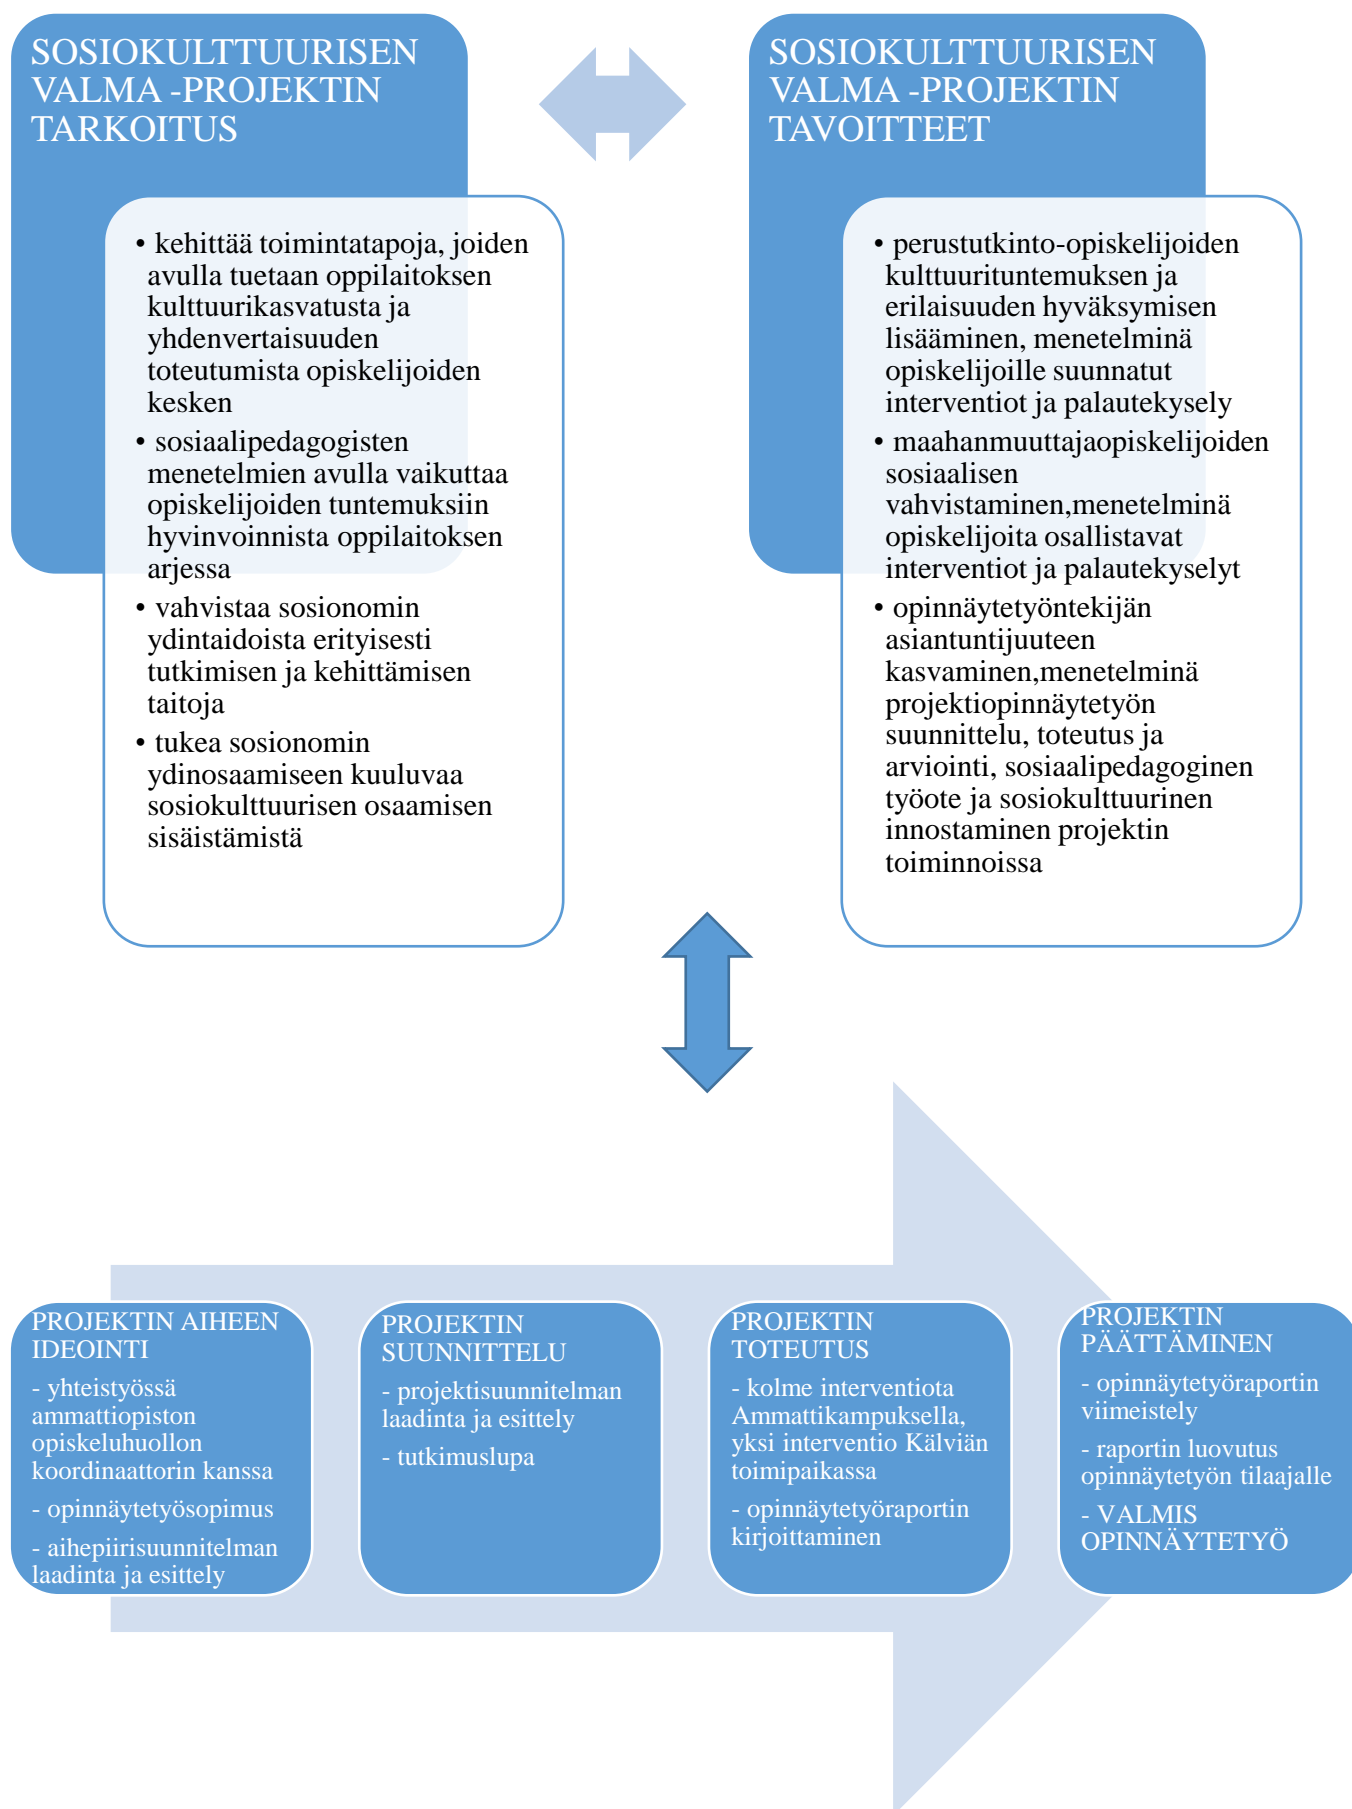 SOSIOKULTTUURISEN
VALMA -PROJEKTIN
TARKOITUS
• kehittää toimintatapoja, joiden
avulla tuetaan oppilaitoksen
kulttuurikasvatusta ja
yhdenvertaisuuden
toteutumista opiskelijoiden
kesken
• sosiaalipedagogisten
menetelmien avulla vaikuttaa
opiskelijoiden tuntemuksiin
hyvinvoinnista oppilaitoksen
arjessa
• vahvistaa sosionomin
ydintaidoista erityisesti
tutkimisen ja kehittämisen
taitoja
• tukea sosionomin
ydinosaamiseen kuuluvaa
sosiokulttuurisen osaamisen
sisäistämistä
SOSIOKULTTUURISEN
VALMA -PROJEKTIN
TAVOITTEET
• perustutkinto-opiskelijoiden
kulttuurituntemuksen ja
erilaisuuden hyväksymisen
lisääminen, menetelminä
opiskelijoille suunnatut
interventiot ja palautekysely
• maahanmuuttajaopiskelijoiden
sosiaalisen
vahvistaminen,menetelminä
opiskelijoita osallistavat
interventiot ja palautekyselyt
• opinnäytetyöntekijän
asiantuntijuuteen
kasvaminen,menetelminä
projektiopinnäytetyön
suunnittelu, toteutus ja
arviointi, sosiaalipedagoginen
työote ja sosiokulttuurinen
innostaminen projektin
toiminnoissa
PROJEKTIN AIHEEN
IDEOINTI
- yhteistyössä
ammattiopiston
opiskeluhuollon
koordinaattorin kanssa
- opinnäytetyösopimus
- aihepiirisuunnitelman
laadinta ja esittely
PROJEKTIN
SUUNNITTELU
- projektisuunnitelman
laadinta ja esittely
- tutkimuslupa
PROJEKTIN
TOTEUTUS
- kolme interventiota
Ammattikampuksella,
yksi interventio Kälviän
toimipaikassa
- opinnäytetyöraportin
kirjoittaminen
PROJEKTIN
PÄÄTTÄMINEN
- opinnäytetyöraportin
viimeistely
- raportin luovutus
opinnäytetyön tilaajalle
- VALMIS
OPINNÄYTETYÖ